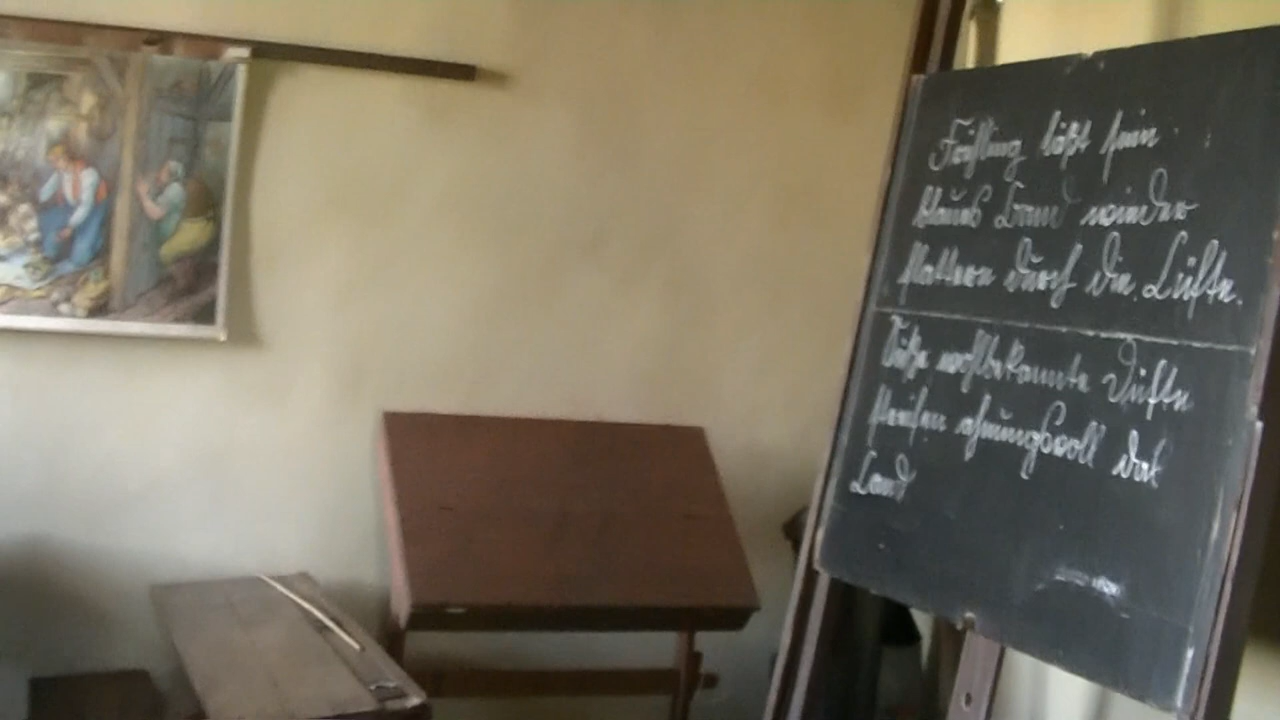 Frühling läßt sein
blaues Band wieder
flattern durch die Lüfte.
Süße wohlbekannte Düfte
streifen ahnungsvoll das
Land